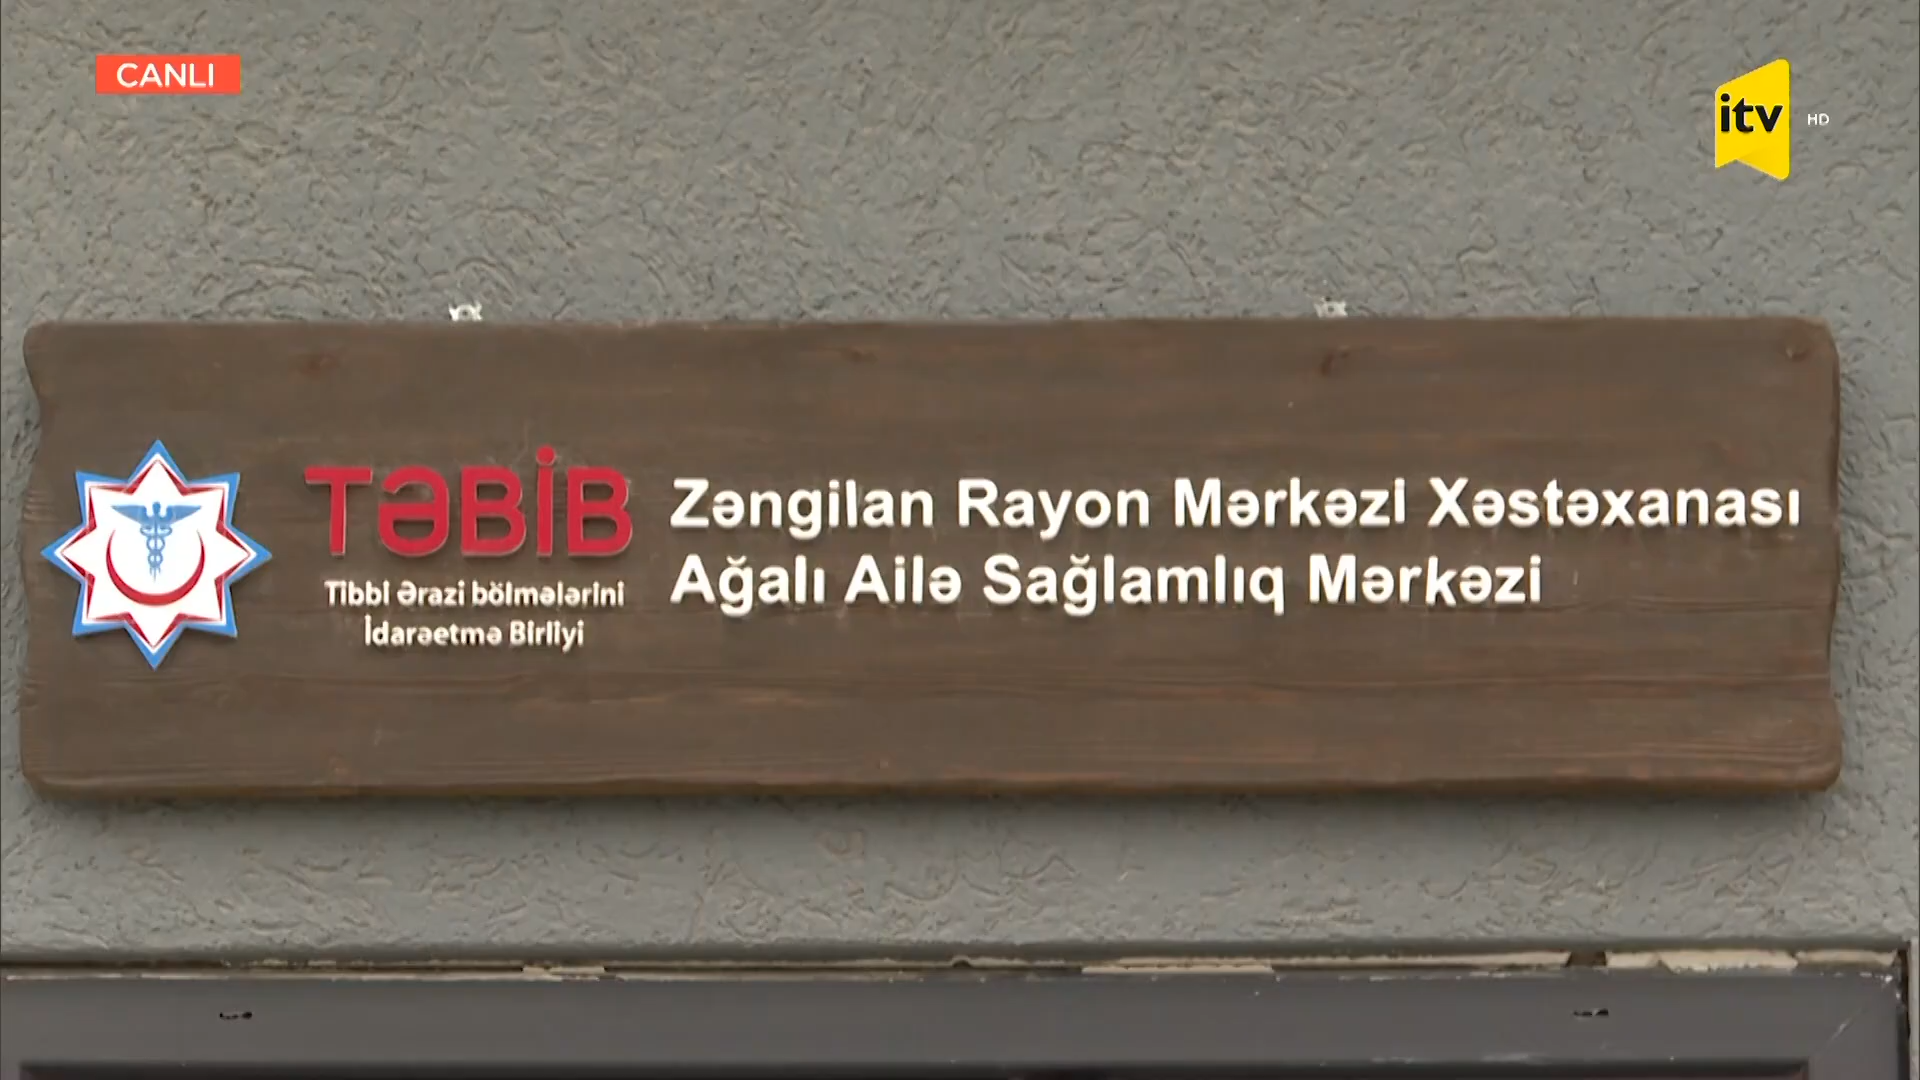 CANLI
itv HD
TƏBİB
Tibbi Ərazi bölmələrini
İdarəetmə Birliyi
Zəngilan Rayon Mərkəzi Xəstəxanası
Ağalı Ailə Sağlamlıq Mərkəzi